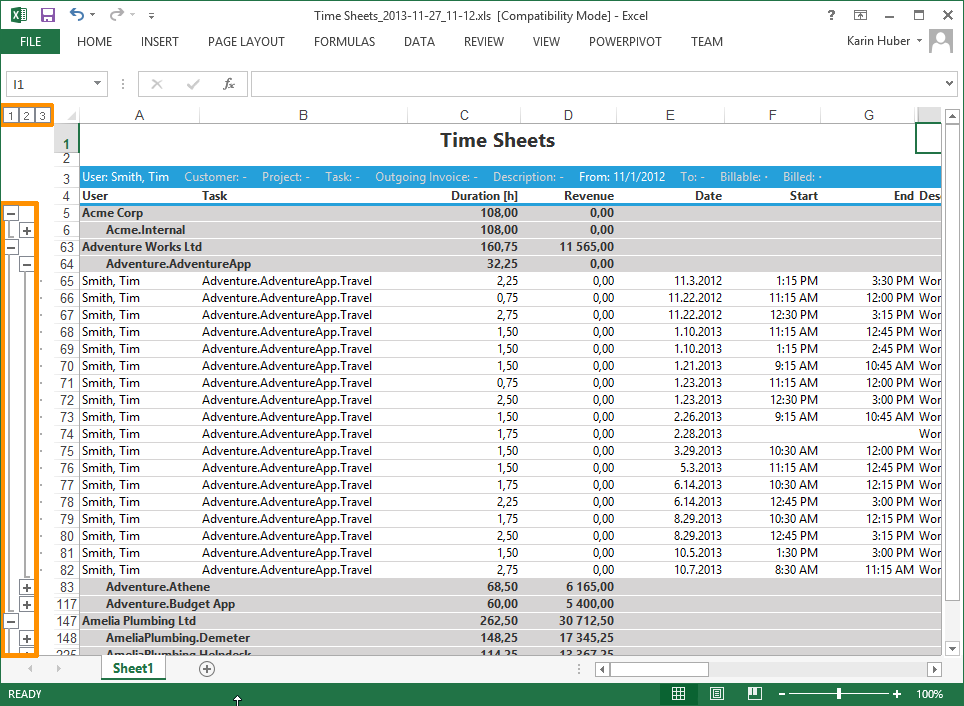 Time Sheets_2013-11-27_11-12.xls [Compatibility Mode] - Excel
FILE HOME INSERT PAGE LAYOUT FORMULAS DATA REVIEW VIEW POWERPIVOT TEAM Karin Huber
I1 fx
1 2 3 A B C D E F G
1 Time Sheets
2
3 User: Smith, Tim Customer: - Project: - Task: - Outgoing Invoice: - Description: - From: 11/1/2012 To: - Billable: - Billed: -
4 User Task Duration [h] Revenue Date Start End Des
5 Acme Corp 108,00 0,00
6 Acme.Internal 108,00 0,00
63 Adventure Works Ltd 160,75 11 565,00
64 Adventure.AdventureApp 32,25 0,00
65 Smith, Tim Adventure.AdventureApp.Travel 2,25 0,00 11.3.2012 1:15 PM 3:30 PM Wor
66 Smith, Tim Adventure.AdventureApp.Travel 0,75 0,00 11.22.2012 11:15 AM 12:00 PM Wor
67 Smith, Tim Adventure.AdventureApp.Travel 2,75 0,00 11.22.2012 12:30 PM 3:15 PM Wor
68 Smith, Tim Adventure.AdventureApp.Travel 1,50 0,00 1.10.2013 11:15 AM 12:45 PM Wor
69 Smith, Tim Adventure.AdventureApp.Travel 1,50 0,00 1.10.2013 1:15 PM 2:45 PM Wor
70 Smith, Tim Adventure.AdventureApp.Travel 1,50 0,00 1.21.2013 9:15 AM 10:45 AM Wor
71 Smith, Tim Adventure.AdventureApp.Travel 0,75 0,00 1.23.2013 11:15 AM 12:00 PM Wor
72 Smith, Tim Adventure.AdventureApp.Travel 2,50 0,00 1.23.2013 12:30 PM 3:00 PM Wor
73 Smith, Tim Adventure.AdventureApp.Travel 1,50 0,00 2.26.2013 9:15 AM 10:45 AM Wor
74 Smith, Tim Adventure.AdventureApp.Travel 1,75 0,00 2.28.2013 Wor
75 Smith, Tim Adventure.AdventureApp.Travel 1,50 0,00 3.29.2013 10:30 AM 12:00 PM Wor
76 Smith, Tim Adventure.AdventureApp.Travel 1,50 0,00 5.3.2013 11:15 AM 12:45 PM Wor
77 Smith, Tim Adventure.AdventureApp.Travel 1,75 0,00 6.14.2013 10:30 AM 12:15 PM Wor
78 Smith, Tim Adventure.AdventureApp.Travel 2,25 0,00 6.14.2013 12:45 PM 3:00 PM Wor
79 Smith, Tim Adventure.AdventureApp.Travel 1,75 0,00 8.29.2013 10:30 AM 12:15 PM Wor
80 Smith, Tim Adventure.AdventureApp.Travel 2,50 0,00 8.29.2013 12:45 PM 3:15 PM Wor
81 Smith, Tim Adventure.AdventureApp.Travel 1,50 0,00 10.5.2013 1:30 PM 3:00 PM Wor
82 Smith, Tim Adventure.AdventureApp.Travel 2,75 0,00 10.7.2013 8:30 AM 11:15 AM Wor
83 Adventure.Athene 68,50 6 165,00
117 Adventure.Budget App 60,00 5 400,00
147 Amelia Plumbing Ltd 262,50 30 712,50
148 AmeliaPlumbing.Demeter 148,25 17 345,25
225 AmeliaPlumbing.Helpdesk 114,25 13 367,25
Sheet1
READY 100%